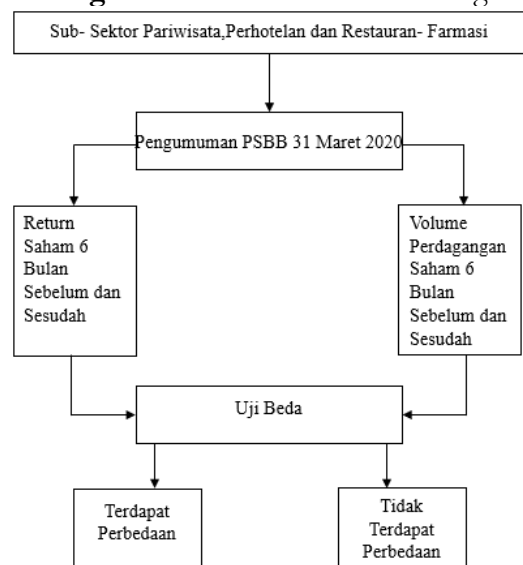 Sub- Sektor Pariwisata,Perhotelan dan Restauran- Farmasi
Pengumuman PSBB 31 Maret 2020
Return
Saham 6
Bulan
Sebelum dan
Sesudah
Volume
Perdagangan
Saham 6
Bulan
Sebelum dan
Sesudah
Uji Beda
Terdapat
Perbedaan
Tidak
Terdapat
Perbedaan